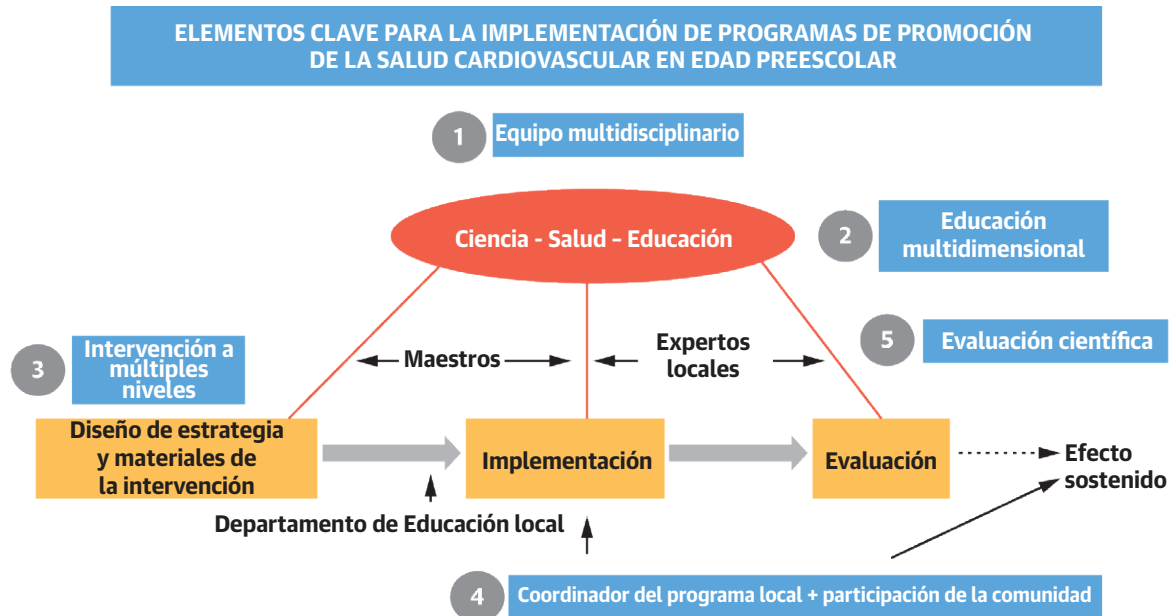 ELEMENTOS CLAVE PARA LA IMPLEMENTACIÓN DE PROGRAMAS DE PROMOCIÓN
DE LA SALUD CARDIOVASCULAR EN EDAD PREESCOLAR
1
Equipo multidisciplinario
Ciencia - Salud – Educación
2
Educación
multidimensional
3
Intervención a
múltiples
niveles
Maestros
Expertos
locales
5
Evaluación científica
Diseño de estrategia
y materiales de
la intervención
Implementación
Evaluación
Efecto
sostenido
Departamento de Educación local
4
Coordinador del programa local + participación de la comunidad